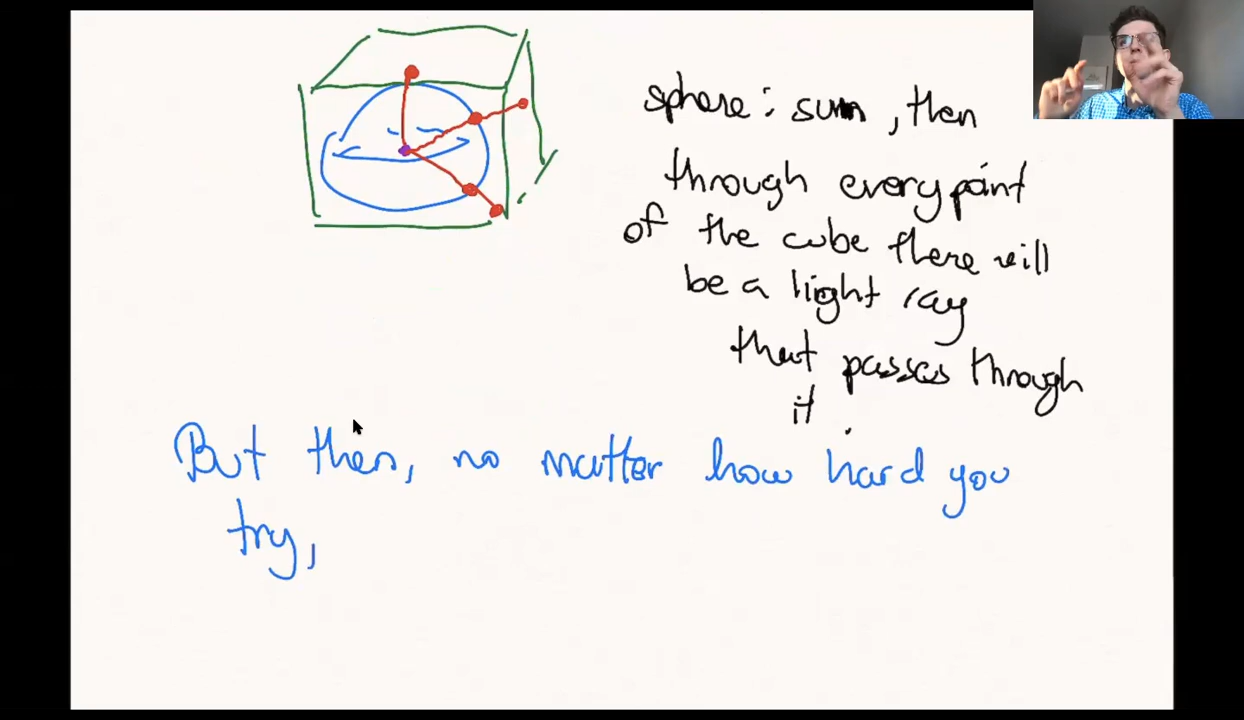 sphere: sum, then
through every point
of the cube there will
be a light ray
that passes through
it.
But then, no matter how hard you
try,